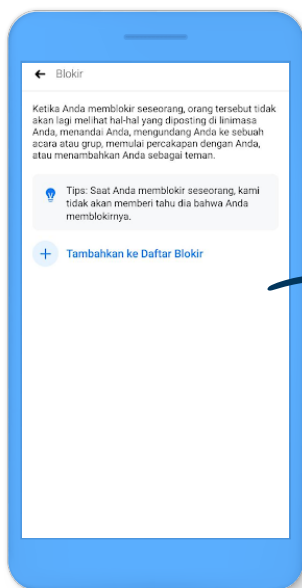 Blokir
Ketika Anda memblokir seseorang, orang tersebut tidak
akan lagi melihat hal-hal yang diposting di linimasa
Anda, menandai Anda, mengundang Anda ke sebuah
acara atau grup, memulai percakapan dengan Anda,
atau menambahkan Anda sebagai teman.
Tips: Saat Anda memblokir seseorang, kami
tidak akan memberi tahu dia bahwa Anda
memblokirnya.
Tambahkan ke Daftar Blokir